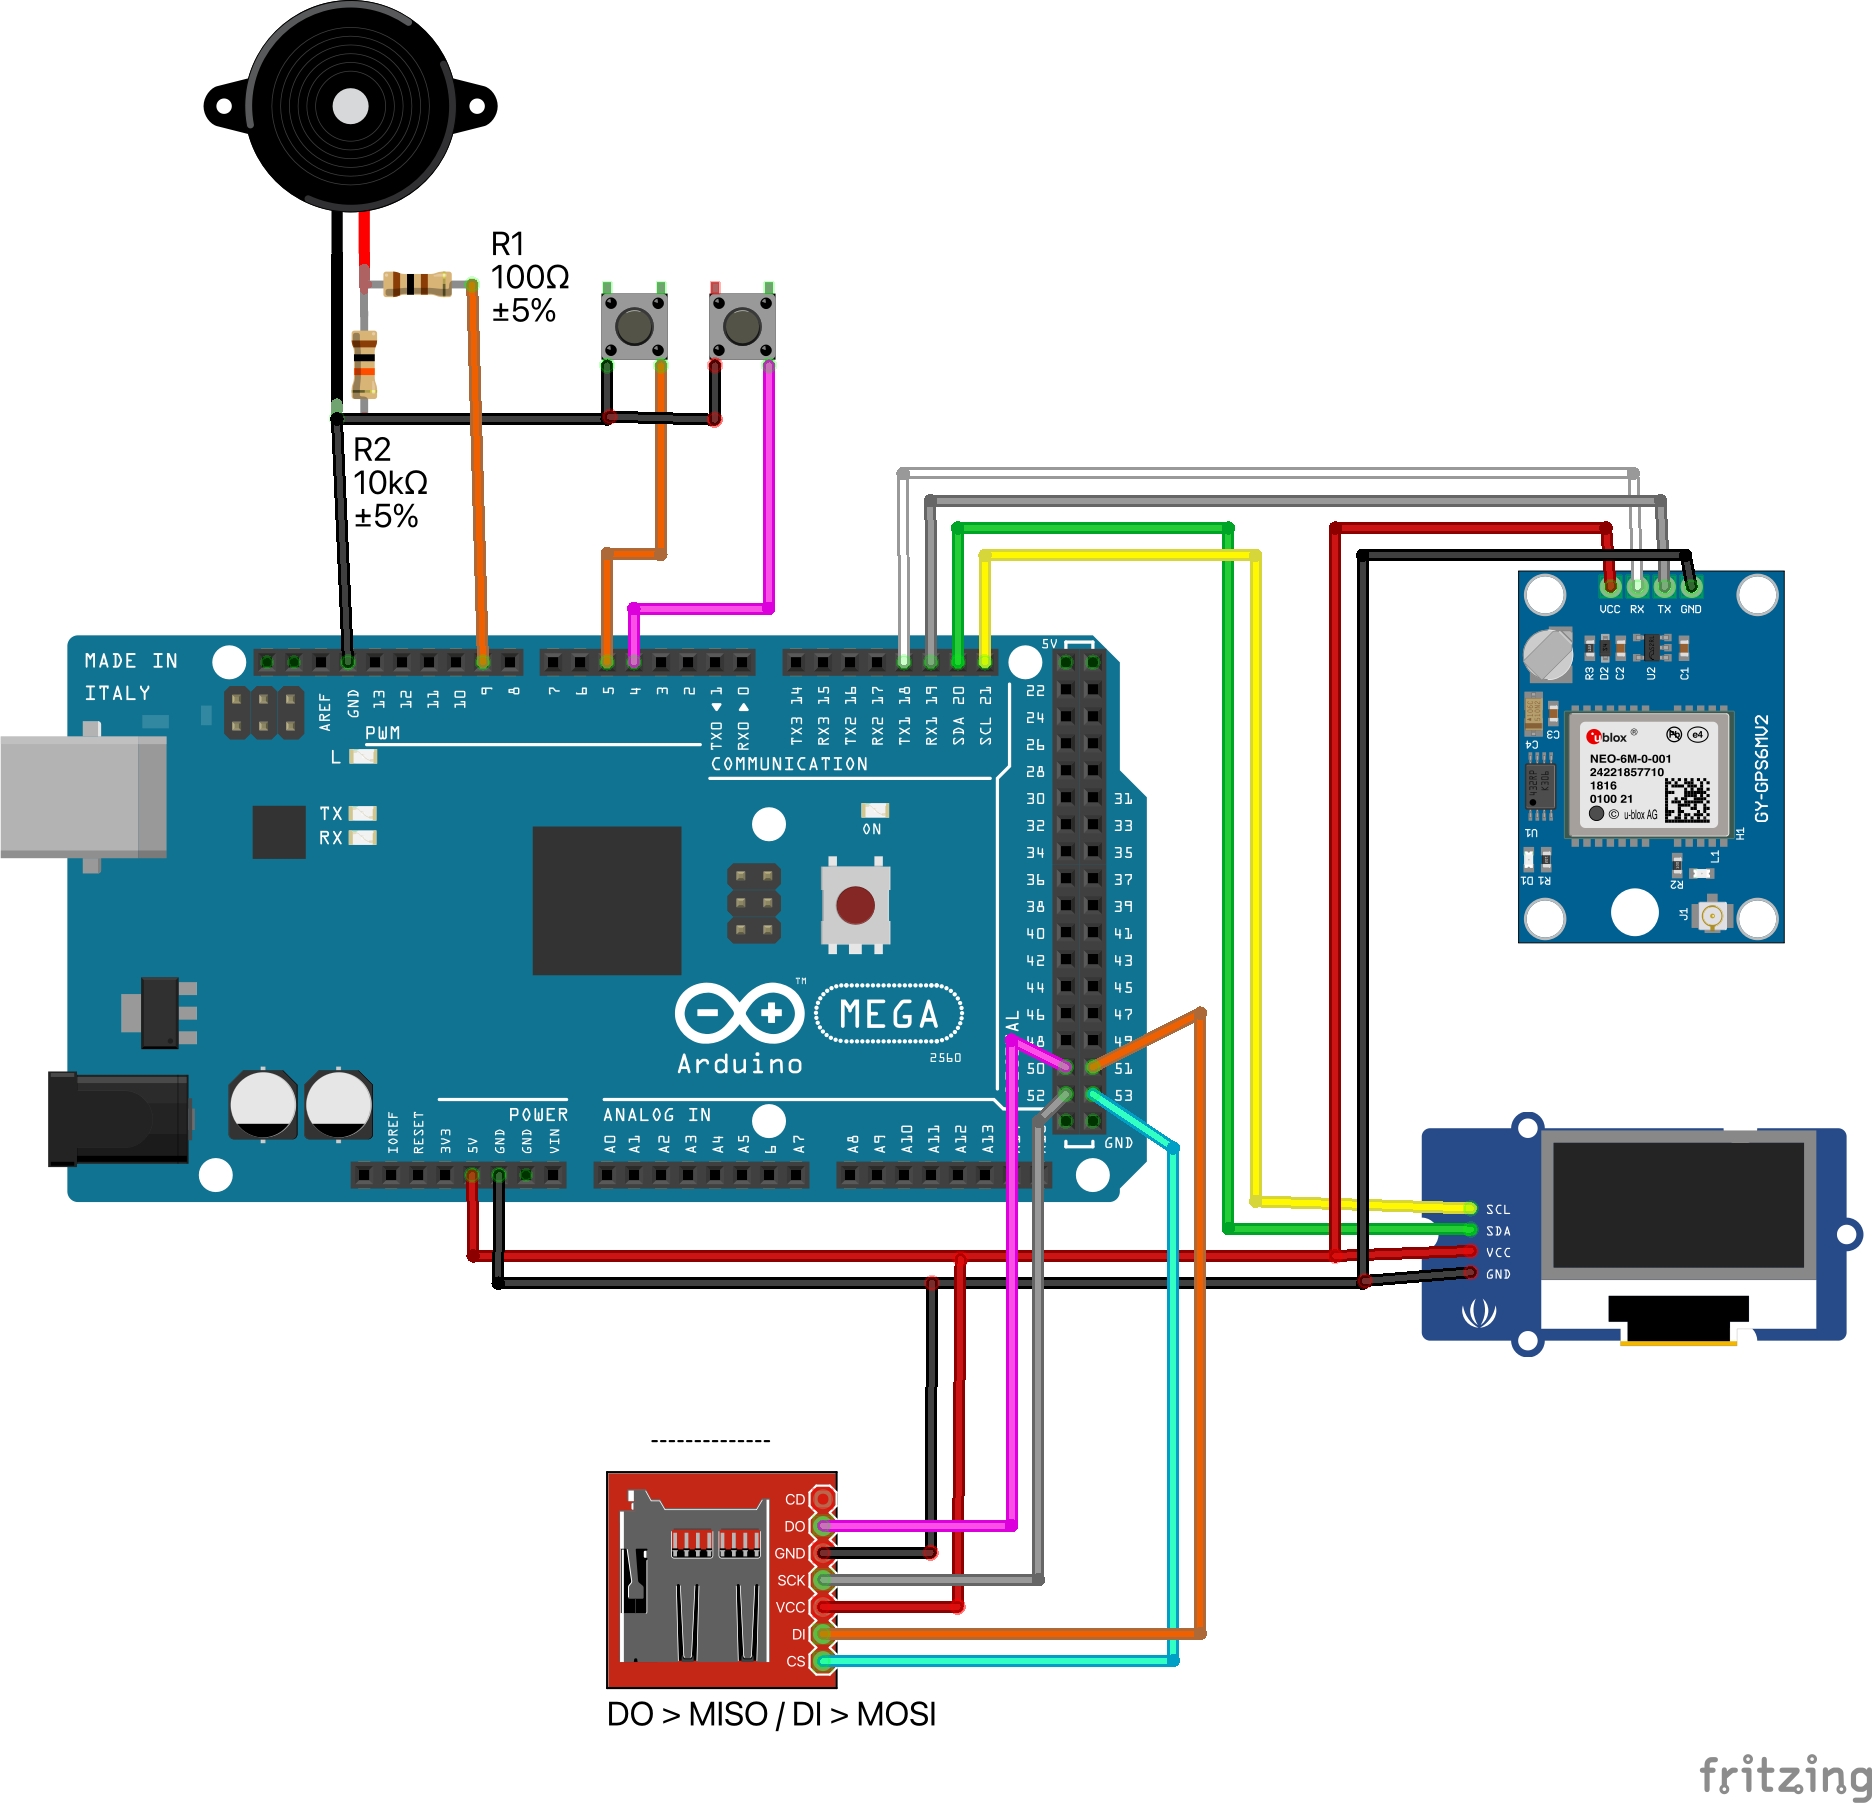 R1
100Ω
±5%
R2
10kΩ
±5%
MADE IN
ITALY
AREF
GND
13
12
11
10
9
8
7
6
5
4
3
2
TX0 1
RX0 0
TX3 14
RX3 15
TX2 16
RX2 17
TX1 18
RX1 19
SDA 20
SCL 21
5V
PWM
COMMUNICATION
L
TX
RX
ON
22
24
26
28
30 31
32 33
34 35
36 37
38 39
40 41
42 43
44 45
46 47
48 49
50 51
52 53
GND
MEGA
2560
Arduino
TM
POWER
ANALOG IN
IOREF
RESET
3V3
5V
GND
GND
VIN
A0
A1
A2
A3
A4
A5
6
A7
A8
A9
A10
A11
A12
A13
VCC RX TX GND
R3
D2
C2
U2
C1
C4
C3
U1
D1
R1
R2
L1
H1
J1
ublox ®
Pb
e4
NEO-6M-0-001
24221857710
1816
0100 21
© u-blox AG
GY-GPS6MV2
SCL
SDA
VCC
GND
CD
DO
GND
SCK
VCC
DI
CS
DO > MISO / DI > MOSI
fritzing